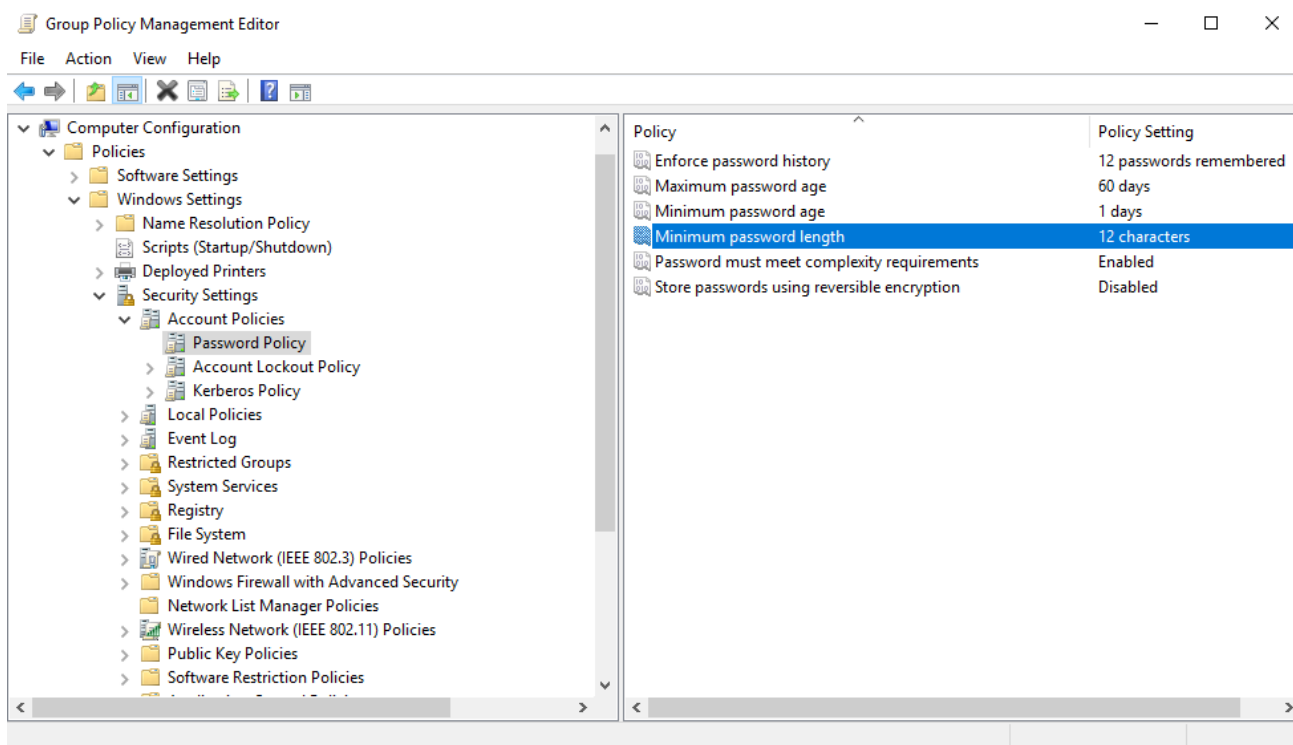 Group Policy Management Editor
File Action View Help
Computer Configuration
Policies
Software Settings
Windows Settings
Name Resolution Policy
Scripts (Startup/Shutdown)
Deployed Printers
Security Settings
Account Policies
Password Policy
Account Lockout Policy
Kerberos Policy
Local Policies
Event Log
Restricted Groups
System Services
Registry
File System
Wired Network (IEEE 802.3) Policies
Windows Firewall with Advanced Security
Network List Manager Policies
Wireless Network (IEEE 802.11) Policies
Public Key Policies
Software Restriction Policies
Policy Policy Setting
Enforce password history 12 passwords remembered
Maximum password age 60 days
Minimum password age 1 days
Minimum password length 12 characters
Password must meet complexity requirements Enabled
Store passwords using reversible encryption Disabled